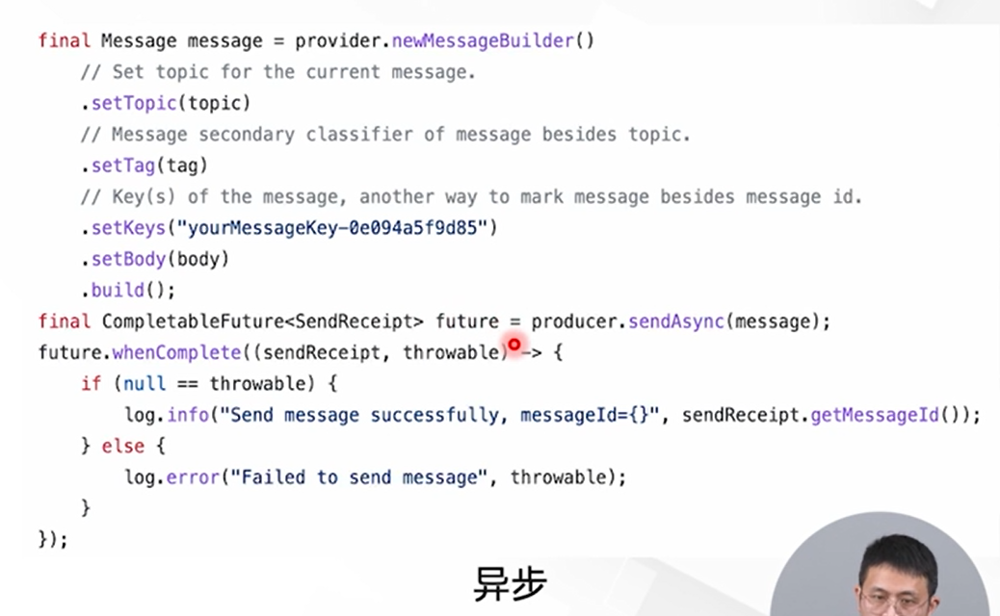 final Message message = provider.newMessageBuilder()
// Set topic for the current message.
.setTopic(topic)
// Message secondary classifier of message besides topic.
.setTag(tag)
// Key(s) of the message, another way to mark message besides message id.
.setKeys("yourMessageKey-0e094a5f9d85")
.setBody(body)
.build();
final CompletableFuture<SendReceipt> future = producer.sendAsync(message);
future.whenComplete((sendReceipt, throwable) -> {
if (null == throwable) {
log.info("Send message successfully, messageId={}", sendReceipt.getMessageId());
} else {
log.error("Failed to send message", throwable);
}
});
异步